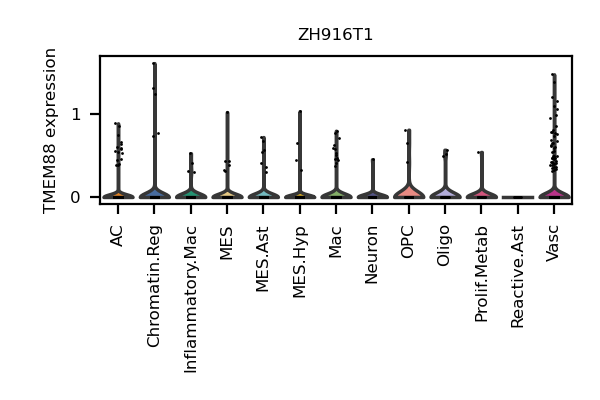 ZH916T1
TMEM88 expression
1
0
AC
Chromatin.Reg
Inflammatory.Mac
MES
MES.Ast
MES.Hyp
Mac
Neuron
OPC
Oligo
Prolif.Metab
Reactive.Ast
Vasc